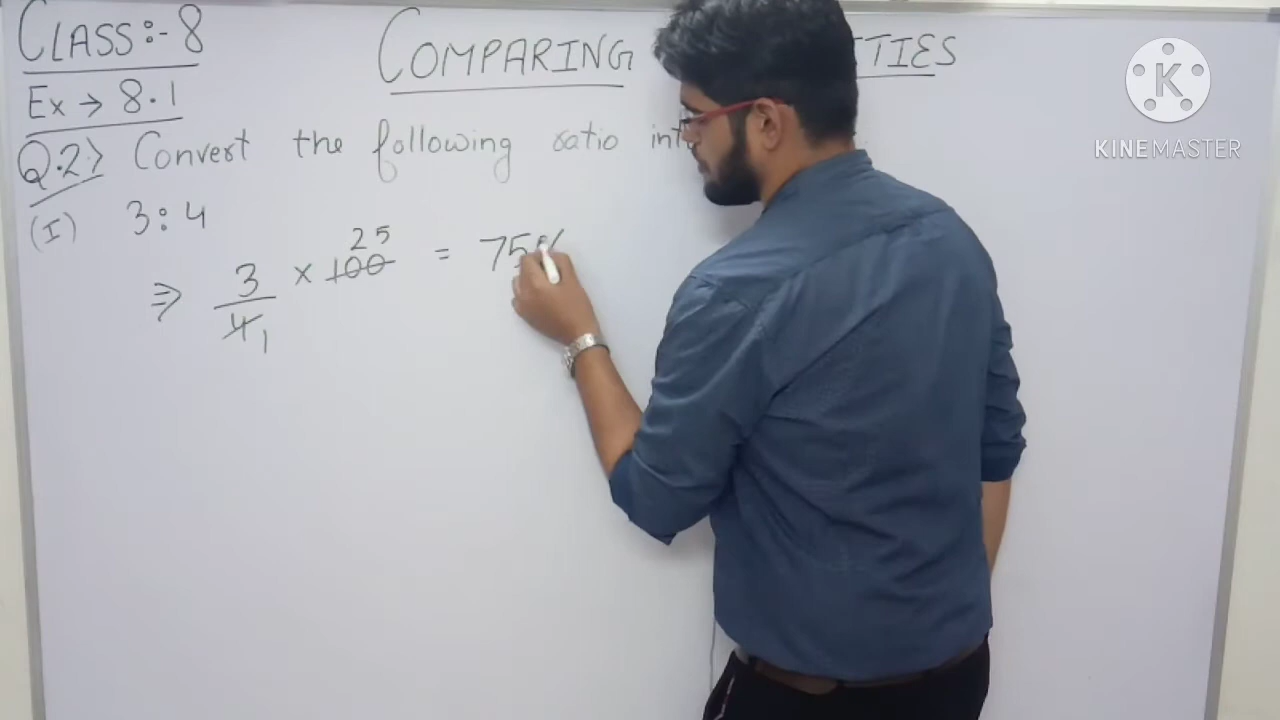 CLASS:- 8
COMPARING TIES
Ex → 8.1
Q.2> Convert the following ratio int
(I) 3:4
⇒ 3/4 1 × 100 25 = 75%
K
KINEMASTER